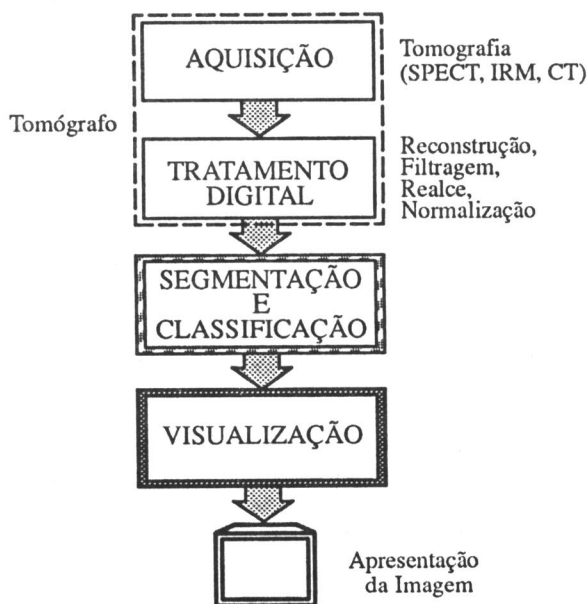 AQUISIÇÃO
Tomografia
(SPECT, IRM, CT)
Tomógrafo
TRATAMENTO
DIGITAL
Reconstrução,
Filtragem,
Realce,
Normalização
SEGMENTAÇÃO
E
CLASSIFICAÇÃO
VISUALIZAÇÃO
Apresentação
da Imagem